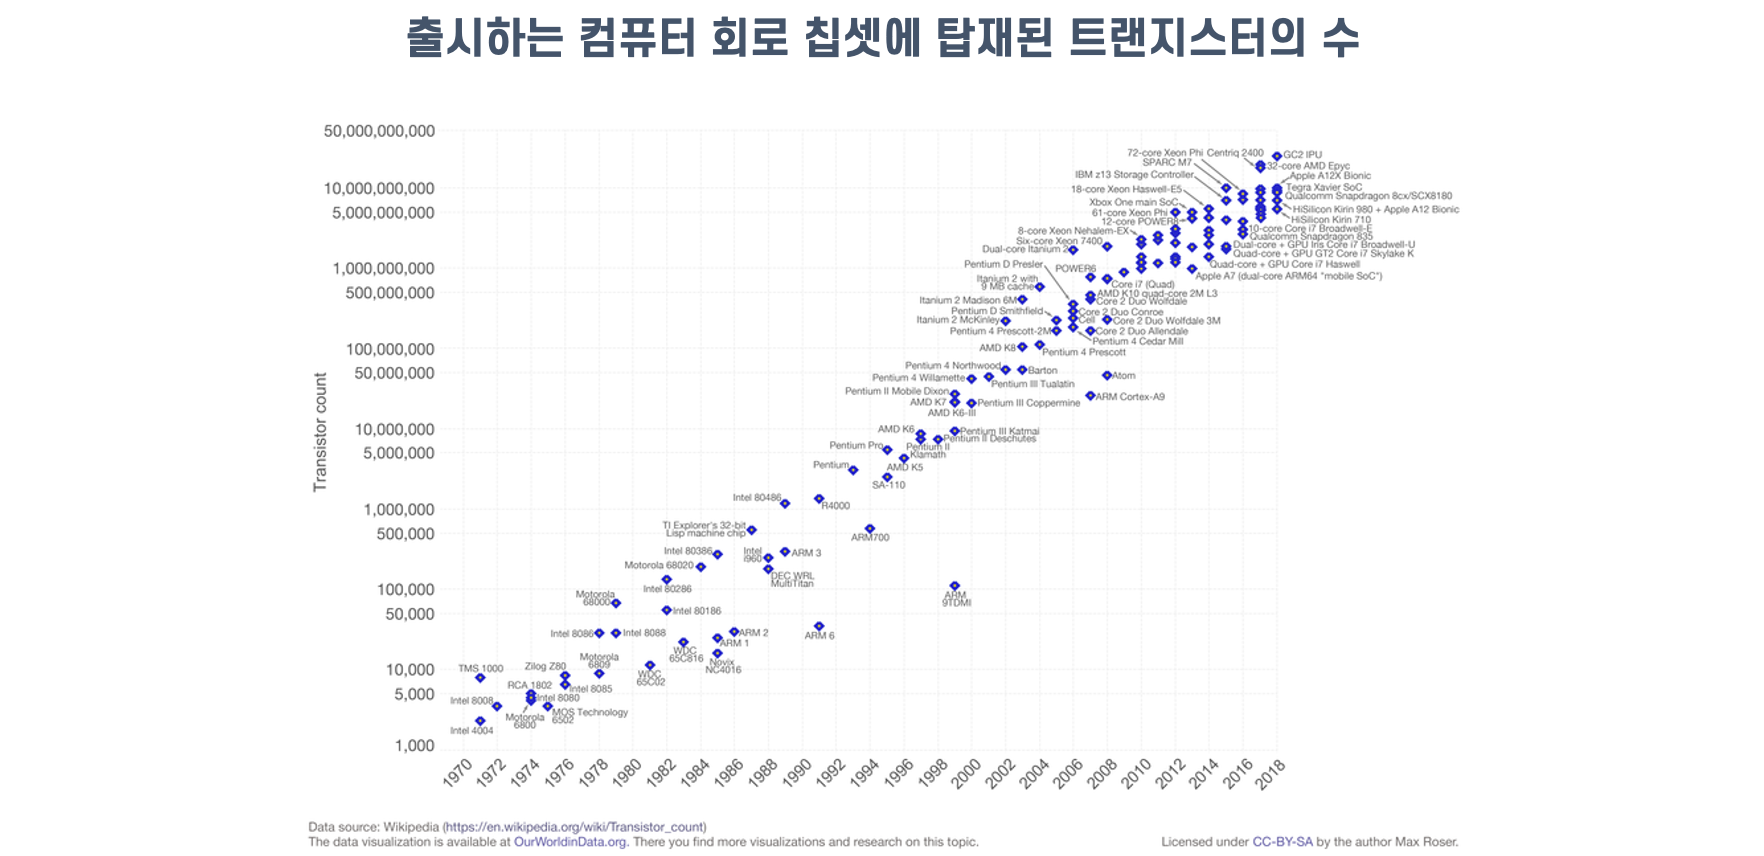 출시하는 컴퓨터 회로 칩셋에 탑재된 트랜지스터의 수
50,000,000,000
10,000,000,000
5,000,000,000
1,000,000,000
500,000,000
100,000,000
50,000,000
10,000,000
5,000,000
1,000,000
500,000
100,000
50,000
10,000
5,000
1,000
Transistor count
72-core Xeon Phi
Centriq 2400
GC2 IPU
SPARC M7
32-core AMD Epyc
IBM z13 Storage Controller
Apple A12X Bionic
18-core Xeon Haswell-E5
Tegra Xavier SoC
Qualcomm Snapdragon 8cx/SCX8180
Xbox One main SoC
61-core Xeon Phi
HiSilicon Kirin 980 + Apple A12 Bionic
12-core POWER8
HiSilicon Kirin 710
8-core Xeon Nehalem-EX
10-core Core i7 Broadwell-E
Six-core Xeon 7400
Qualcomm Snapdragon 835
Dual-core Itanium 2
Dual-core + GPU Iris Core i7 Broadwell-U
Quad-core + GPU GT2 Core i7 Skylake K
Pentium D Presler
POWER6
Quad-core + GPU Core i7 Haswell
Itanium 2 with
9 MB cache
Apple A7 (dual-core ARM64 "mobile SoC")
Core i7 (Quad)
AMD K10 quad-core 2M L3
Itanium 2 Madison 6M
Core 2 Duo Wolfdale
Pentium D Smithfield
Core 2 Duo Conroe
Itanium 2 McKinley
Cell
Core 2 Duo Wolfdale 3M
Pentium 4 Prescott-2M
Core 2 Duo Allendale
Pentium 4 Cedar Mill
AMD K8
Pentium 4 Prescott
Pentium 4 Northwood
Barton
Pentium 4 Willamette
Pentium III Tualatin
Atom
Pentium II Mobile Dixon
ARM Cortex-A9
AMD K7
Pentium III Coppermine
AMD K6-III
AMD K6
Pentium III Katmai
Pentium II Deschutes
Pentium Pro
Pentium II
Klamath
Pentium
AMD K5
SA-110
Intel 80486
R4000
TI Explorer's 32-bit
Lisp machine chip
ARM700
Intel 80386
Intel
i960
ARM 3
Motorola 68020
DEC WRL
MultiTitan
Intel 80286
Motorola
68000
ARM
9TDMI
Intel 80186
Intel 8086
Intel 8088
ARM 2
ARM 6
ARM 1
WDC
65C816
Novix
NC4016
Motorola
6809
TMS 1000
Zilog Z80
WDC
65C02
RCA 1802
Intel 8085
Intel 8008
Intel 8080
Motorola
6800
MOS Technology
6502
Intel 4004
1970
1972
1974
1976
1978
1980
1982
1984
1986
1988
1990
1992
1994
1996
1998
2000
2002
2004
2006
2008
2010
2012
2014
2016
2018
Data source: Wikipedia (https://en.wikipedia.org/wiki/Transistor_count)
The data visualization is available at OurWorldinData.org. There you find more visualizations and research on this topic.
Licensed under CC-BY-SA by the author Max Roser.